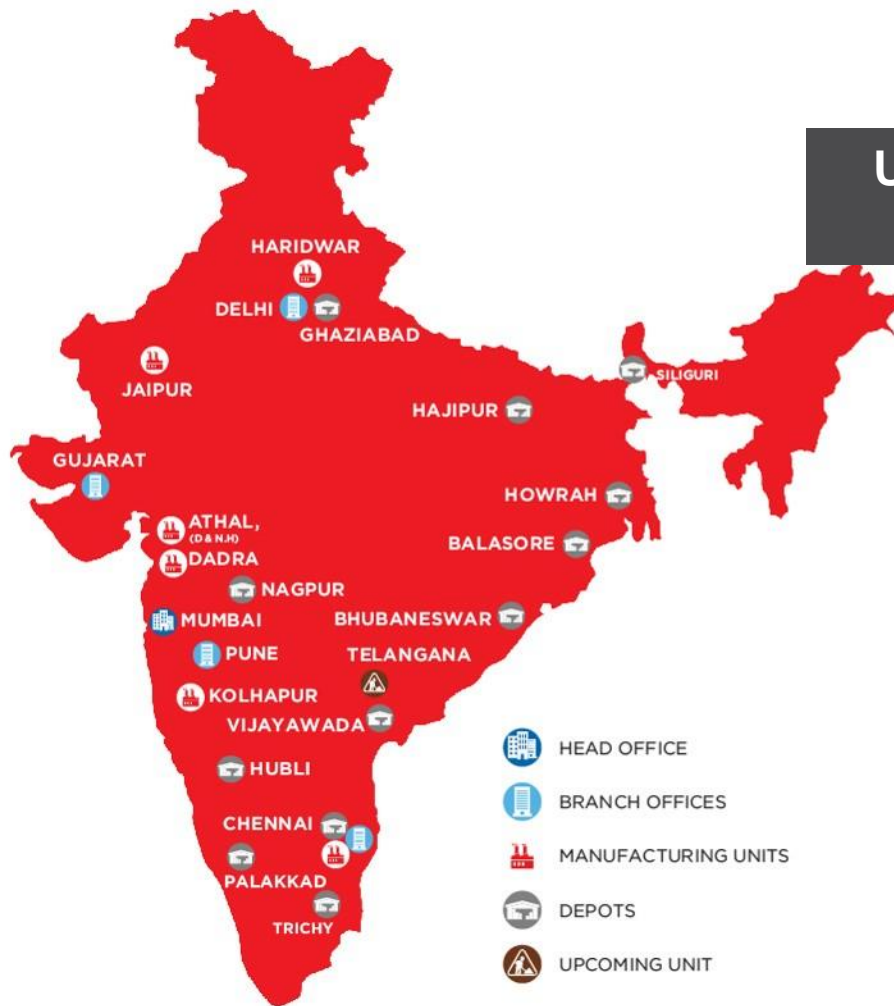 U
HARIDWAR
DELHI
GHAZIABAD
JAIPUR
SILIGURI
HAJIPUR
GUJARAT
HOWRAH
ATHAL,
(D & N.H)
BALASORE
DADRA
NAGPUR
MUMBAI
BHUBANESWAR
PUNE
TELANGANA
KOLHAPUR
VIJAYAWADA
HUBLI
CHENNAI
PALAKKAD
TRICHY
HEAD OFFICE
BRANCH OFFICES
MANUFACTURING UNITS
DEPOTS
UPCOMING UNIT